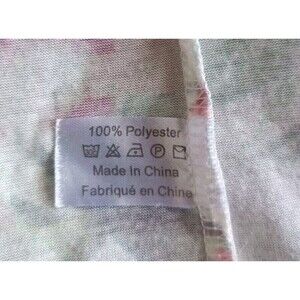 100% Polyester
Made in China
Fabriqué en Chine